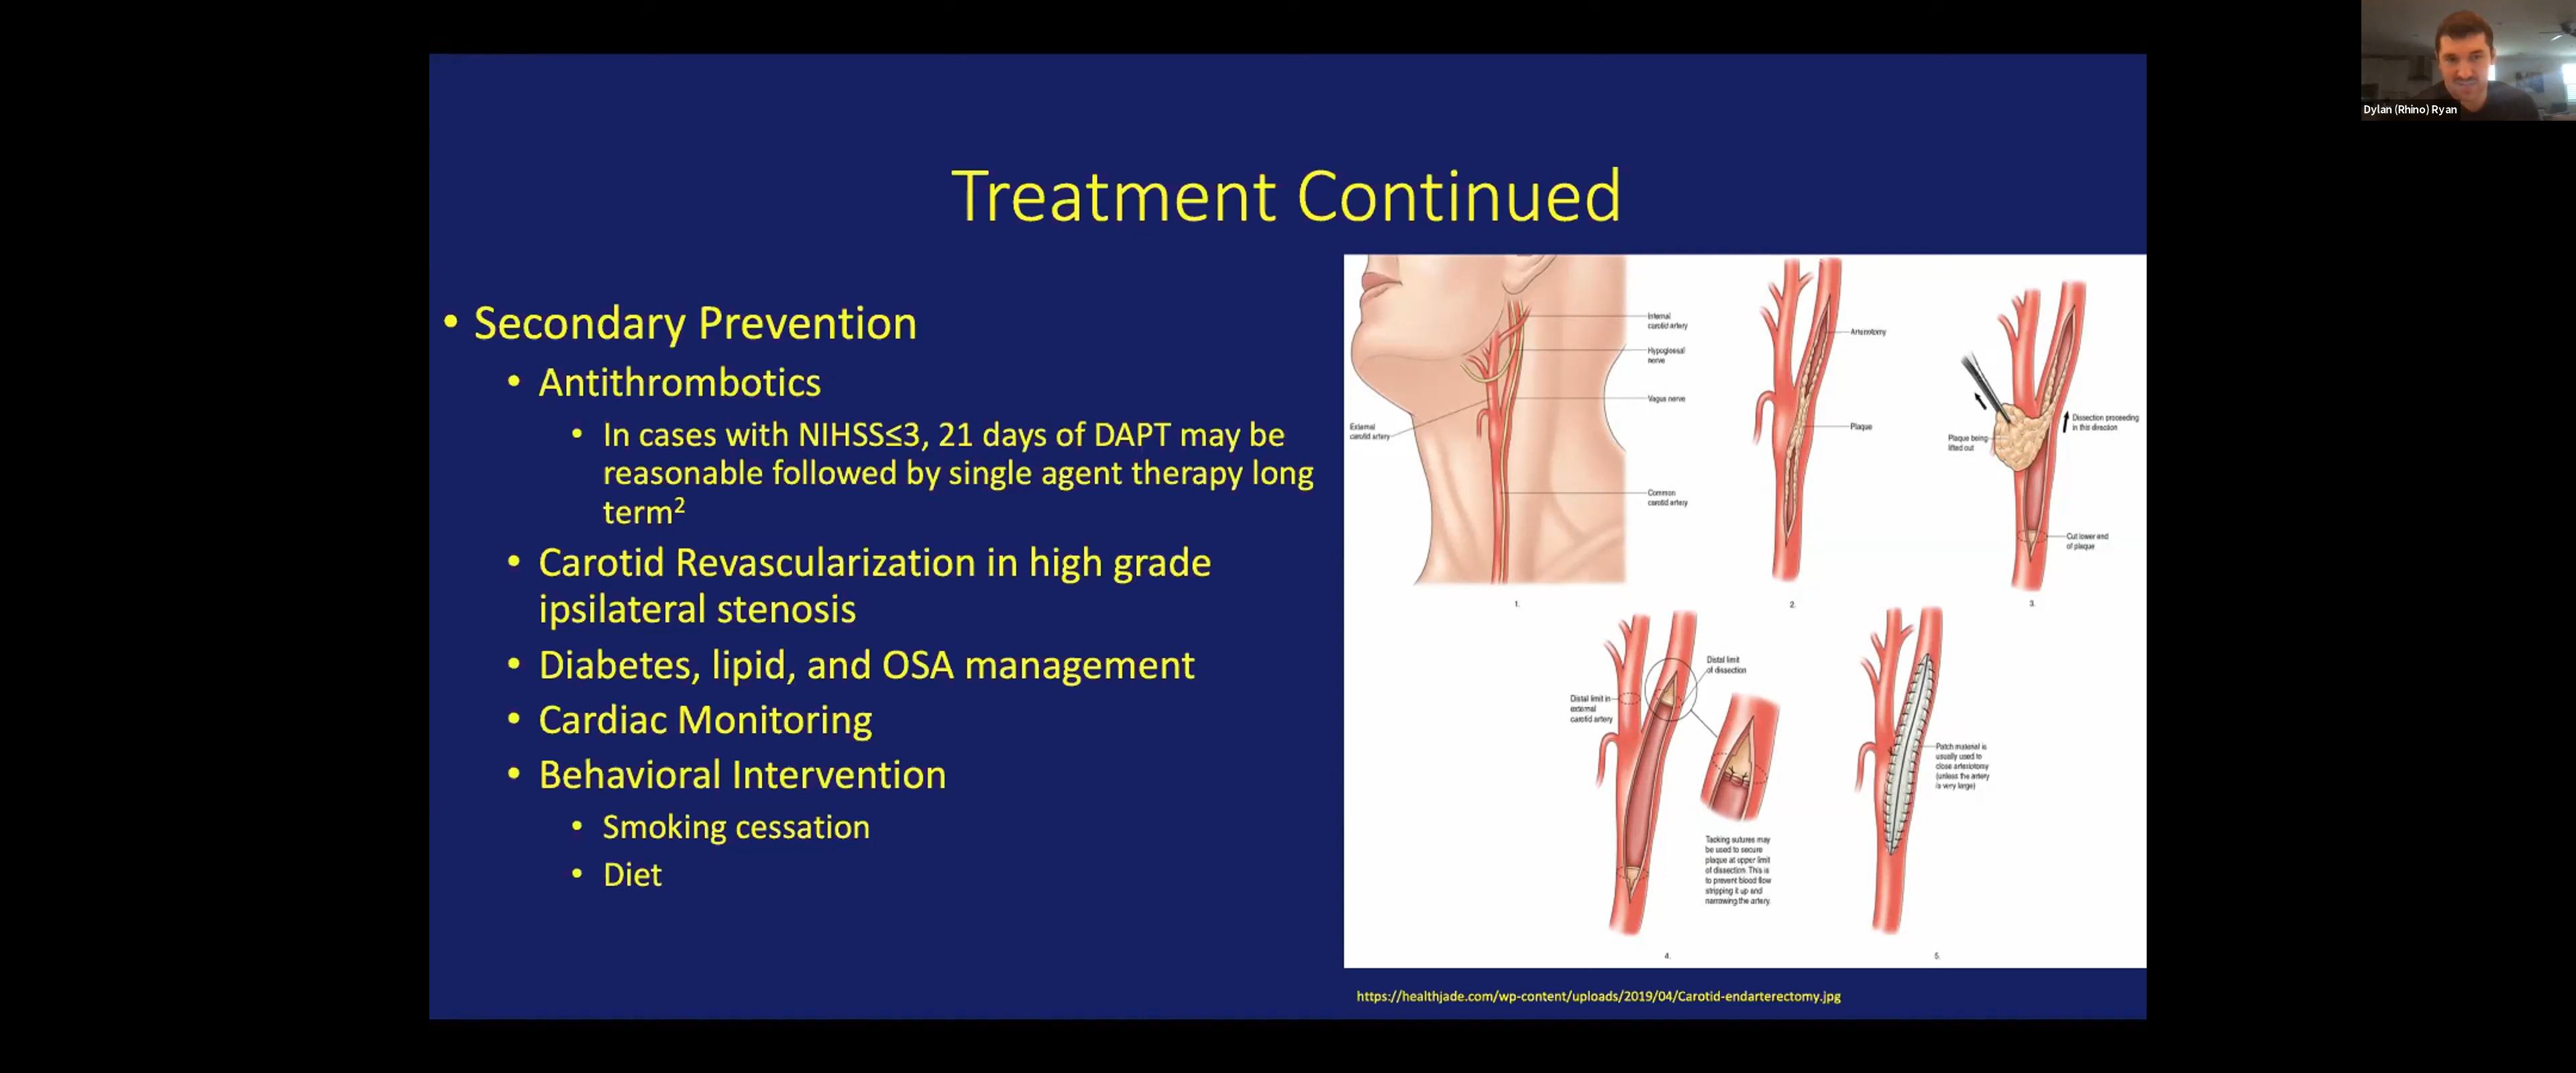 Dylan (Rhino) Ryan
Treatment Continued
• Secondary Prevention
• Antithrombotics
• In cases with NIHSS≤3, 21 days of DAPT may be
reasonable followed by single agent therapy long
term²
• Carotid Revascularization in high grade
ipsilateral stenosis
• Diabetes, lipid, and OSA management
• Cardiac Monitoring
• Behavioral Intervention
• Smoking cessation
• Diet
Internal
carotid artery
Hypoglossal
nerve
Vagus nerve
External
carotid artery
Common
carotid artery
1.
Arteriotomy
Plaque
2.
Plaque being
lifted out
Dissection proceeding
in this direction
Cut lower end
of plaque
3.
Distal limit
of dissection
Distal limit in
external
carotid artery
Tacking sutures may
be used to secure
plaque at upper limit
of dissection. This is
to prevent blood flow
stripping it up and
narrowing the artery.
4.
Patch material is
usually used to
close arteriotomy
(unless the artery
is very large)
5.
https://healthjade.com/wp-content/uploads/2019/04/Carotid-endarterectomy.jpg